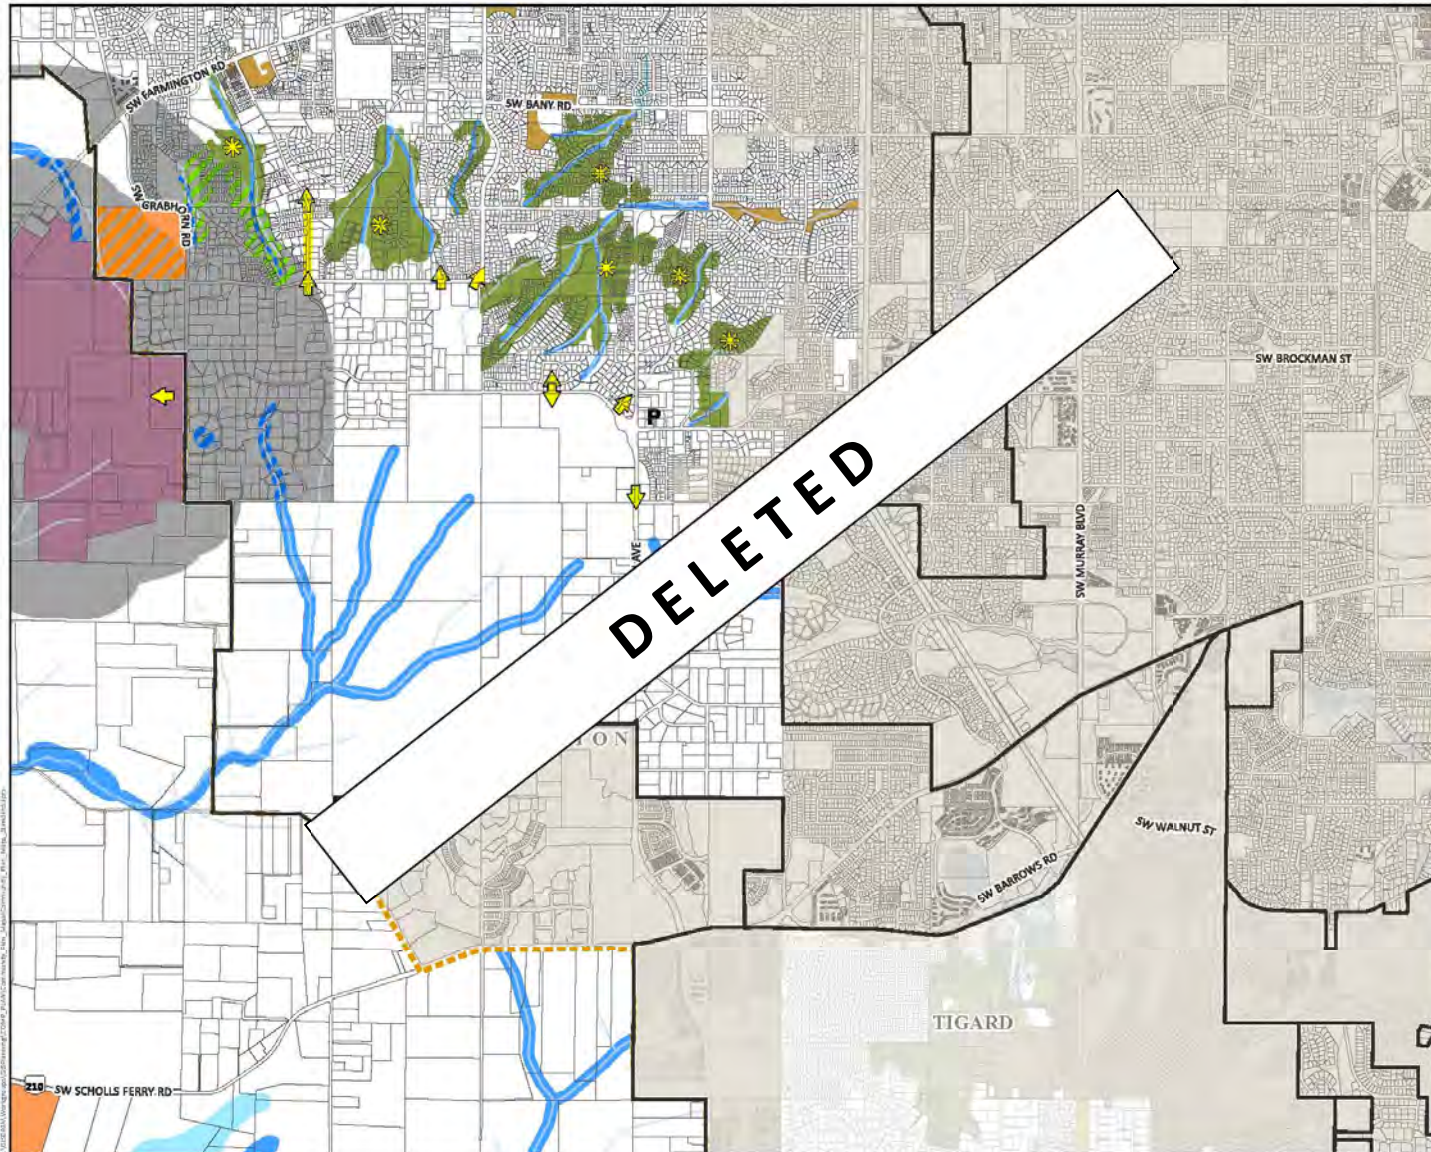 SW FARMINGTON RD
SW BANY RD
SW GRABHORN RD
SW BROCKMAN ST
P
DELETED
AVE
SW MURRAY BLVD
TON
SW WALNUT ST
SW BARROWS RD
TIGARD
210
SW SCHOLLS FERRY RD